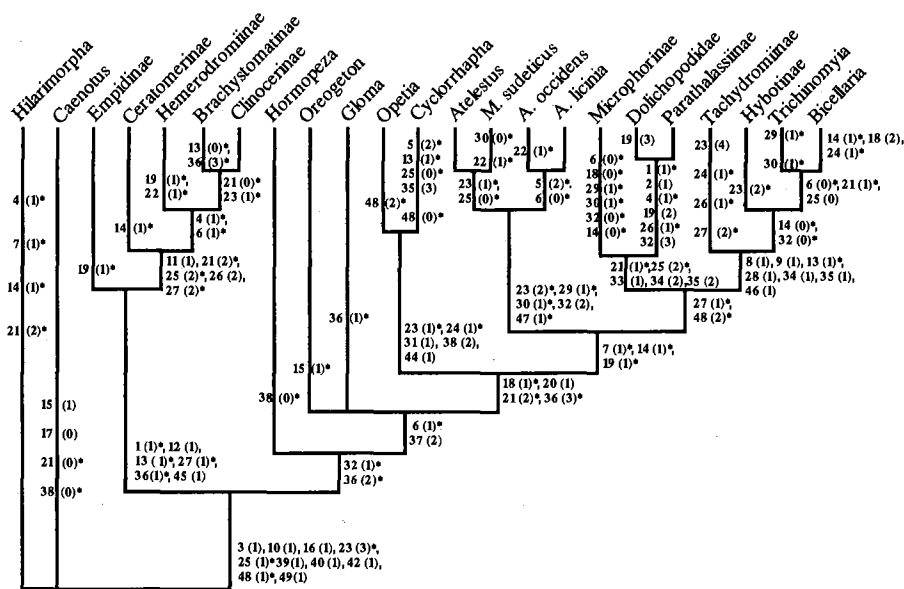 Hilarimorpha
Caenotus
Empidinae
Ceratomerinae
Hemerodromiinae
Brachystomatinae
Clinocerinae
Hormopeza
Oreogeton
Gloma
Opetia
Cyclorrhapha
Atelestus
M. sudeticus
A. occidens
A. licinia
Microphorinae
Dolichopodidae
Parathalassiinae
Tachydromiinae
Hybotinae
Trichinomyia
Bicellaria
4 (1)*
7 (1)*
14 (1)*
21 (2)*
15 (1)
17 (0)
21 (0)*
38 (0)*
19 (1)*
14 (1)*
19 (1)*,
22 (1)*
13 (0)*,
36 (3)*
21 (0)*
23 (1)
4 (1)*,
6 (1)*
11 (1), 21 (2)*,
25 (2)*, 26 (2),
27 (2)*
1 (1)*, 12 (1),
13 (1)*, 27 (1)*,
36(1)*, 45 (1)
38 (0)*
15 (1)*
36 (1)*
5 (2)*
13 (1)*
25 (0)*
35 (3)
48 (2)*
48 (0)*
23 (1)* 24 (1)*
31 (1), 38 (2),
44 (1)
30 (0)*
22 (1)*
23 (1)*,
25 (0)*
22 (1)*
5 (2)*,
6 (0)*
23 (2)*, 29 (1)*,
30 (1)*, 32 (2),
47 (1)*
6 (0)*
18 (0)*
29 (1)*
30 (1)*
32 (0)*
14 (0)*
19 (3)
1 (1)*
2 (1)
4 (1)*
19 (2)
26 (1)*
32 (3)
21 (1)*, 25 (2)*,
33 (1), 34 (2), 35 (2)
23 (4)
24 (1)*
26 (1)*
27 (2)*
23 (2)*
29 (1)*
30 (1)*
14 (1)*, 18 (2),
24 (1)*
6 (0)*, 21 (1)*,
25 (0)
14 (0)*
32 (0)*
8 (1), 9 (1), 13 (1)*,
28 (1), 34 (1), 35 (1),
46 (1)
27 (1)*,
48 (2)*
7 (1)*, 14 (1)*,
19 (1)*
18 (1)*, 20 (1)
21 (2)*, 36 (3)*
6 (1)*
37 (2)
32 (1)*
36 (2)*
3 (1), 10 (1), 16 (1), 23 (3)*,
25 (1)*39(1), 40 (1), 42 (1),
48 (1)*, 49(1)